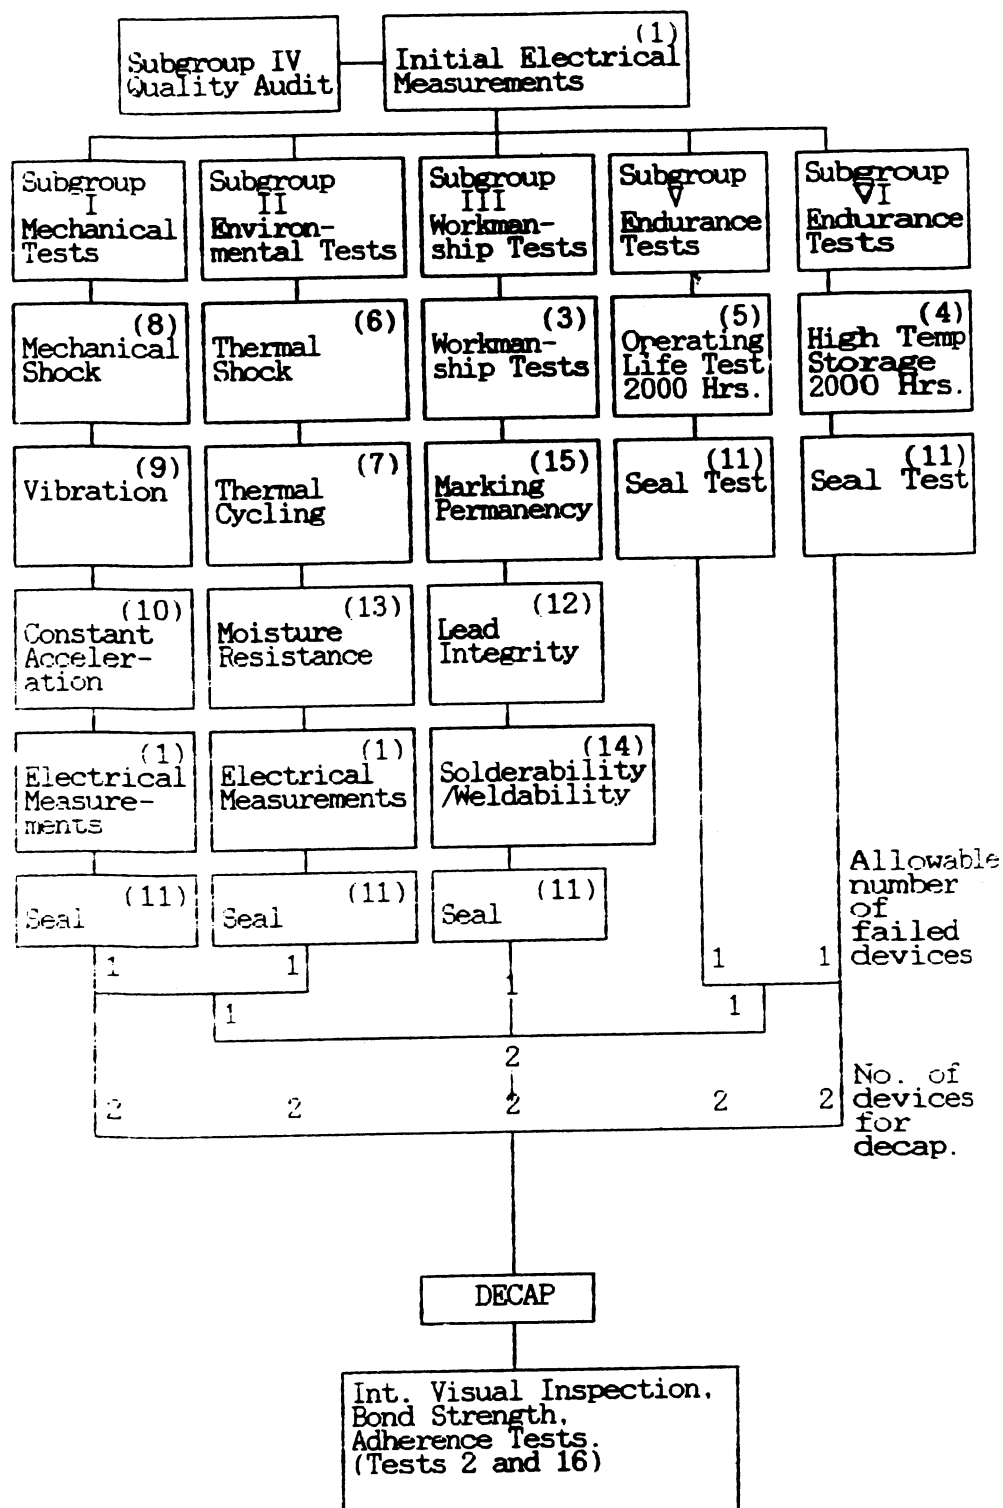 Subgroup IV
Quality Audit
(1)
Initial Electrical
Measurements
Subgroup
I
Mechanical
Tests
Subgroup
II
Environ-
mental Tests
Subgroup
III
Workman-
ship Tests
Subgroup
V
Endurance
Tests
Subgroup
VI
Endurance
Tests
(8)
Mechanical
Shock
(6)
Thermal
Shock
(3)
Workman-
ship Tests
(5)
Operating
Life Test
2000 Hrs.
(4)
High Temp
Storage
2000 Hrs.
(9)
Vibration
(7)
Thermal
Cycling
(15)
Marking
Permanency
(11)
Seal Test
(11)
Seal Test
(10)
Constant
Acceler-
ation
(13)
Moisture
Resistance
(12)
Lead
Integrity
(1)
Electrical
Measure-
ments
(1)
Electrical
Measurements
(14)
Solderability
/Weldability
(11)
Seal
(11)
Seal
(11)
Seal
Allowable
number
of
failed
devices
1 1 1 1 1
1 1
2
No. of
devices
for
decap.
2 2 2 2 2
DECAP
Int. Visual Inspection,
Bond Strength,
Adherence Tests.
(Tests 2 and 16)